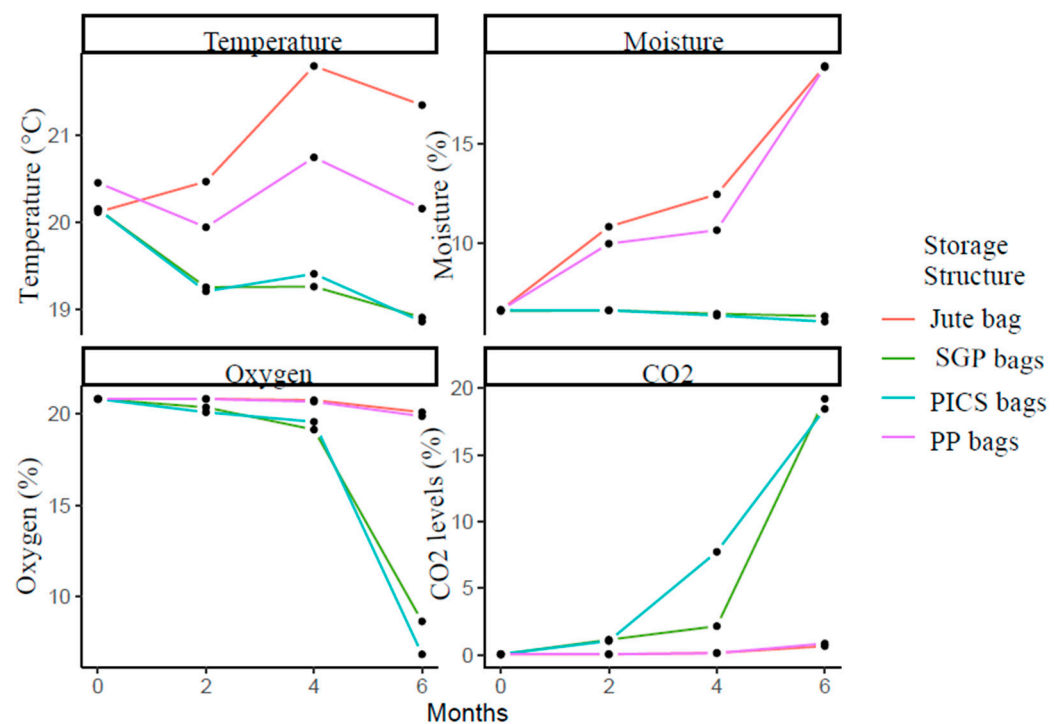 Temperature
Moisture
Temperature (°C)
21
20
19
Moisture (%)
15
10
Storage
Structure
Jute bag
SGP bags
PICS bags
PP bags
Oxygen
CO2
Oxygen (%)
20
15
10
CO2 levels (%)
20
15
10
5
0
0
2
4
6
0
2
4
6
Months